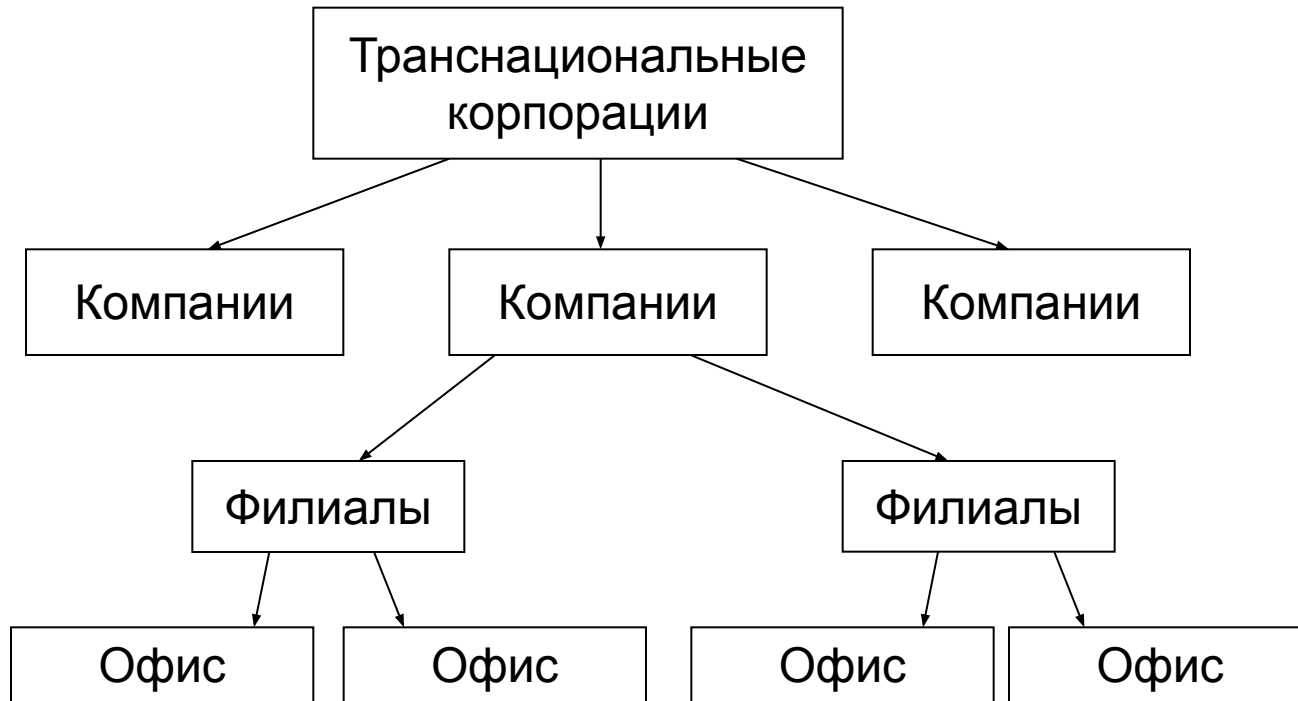 Транснациональные
корпорации
Компании
Компании
Компании
Филиалы
Филиалы
Офис
Офис
Офис
Офис